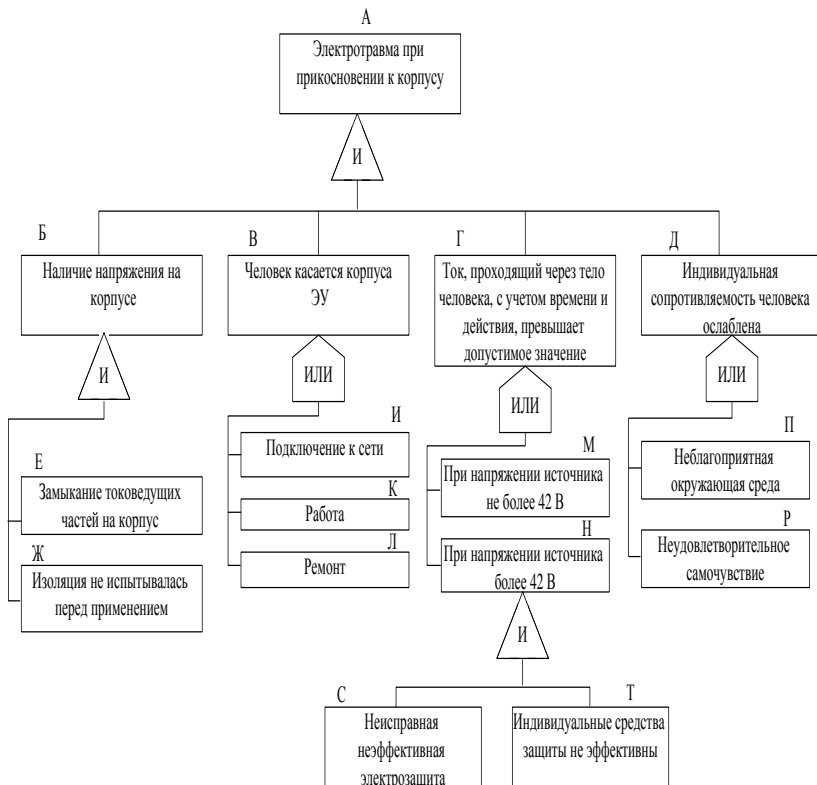 А
Электротравма при
прикосновении к корпусу
И
Б
Наличие напряжения на
корпусе
И
В
Человек касается корпуса
ЭУ
ИЛИ
Г
Ток, проходящий через тело
человека, с учетом времени и
действия, превышает
допустимое значение
ИЛИ
Д
Индивидуальная
сопротивляемость человека
ослаблена
ИЛИ
Е
Замыкание токоведущих
частей на корпус
Ж
Изоляция не испытывалась
перед применением
И
Подключение к сети
К
Работа
Л
Ремонт
М
При напряжении источника
не более 42 В
Н
При напряжении источника
более 42 В
И
П
Неблагоприятная
окружающая среда
Р
Неудовлетворительное
самочувствие
С
Неисправная
неэффективная
электрозащита
Т
Индивидуальные средства
защиты не эффективны